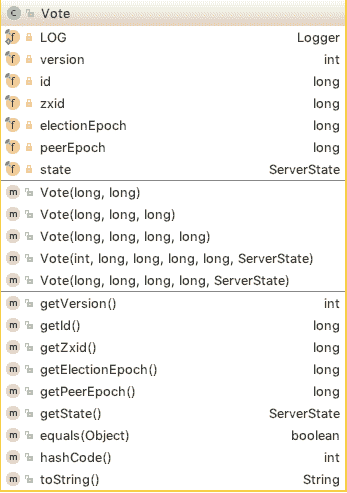 C Vote
f LOG Logger
f version int
f id long
f zxid long
f electionEpoch long
f peerEpoch long
f state ServerState
m Vote(long, long)
m Vote(long, long, long)
m Vote(long, long, long, long)
m Vote(int, long, long, long, long, ServerState)
m Vote(long, long, long, long, ServerState)
m getVersion() int
m getId() long
m getZxid() long
m getElectionEpoch() long
m getPeerEpoch() long
m getState() ServerState
m equals(Object) boolean
m hashCode() int
m toString() String